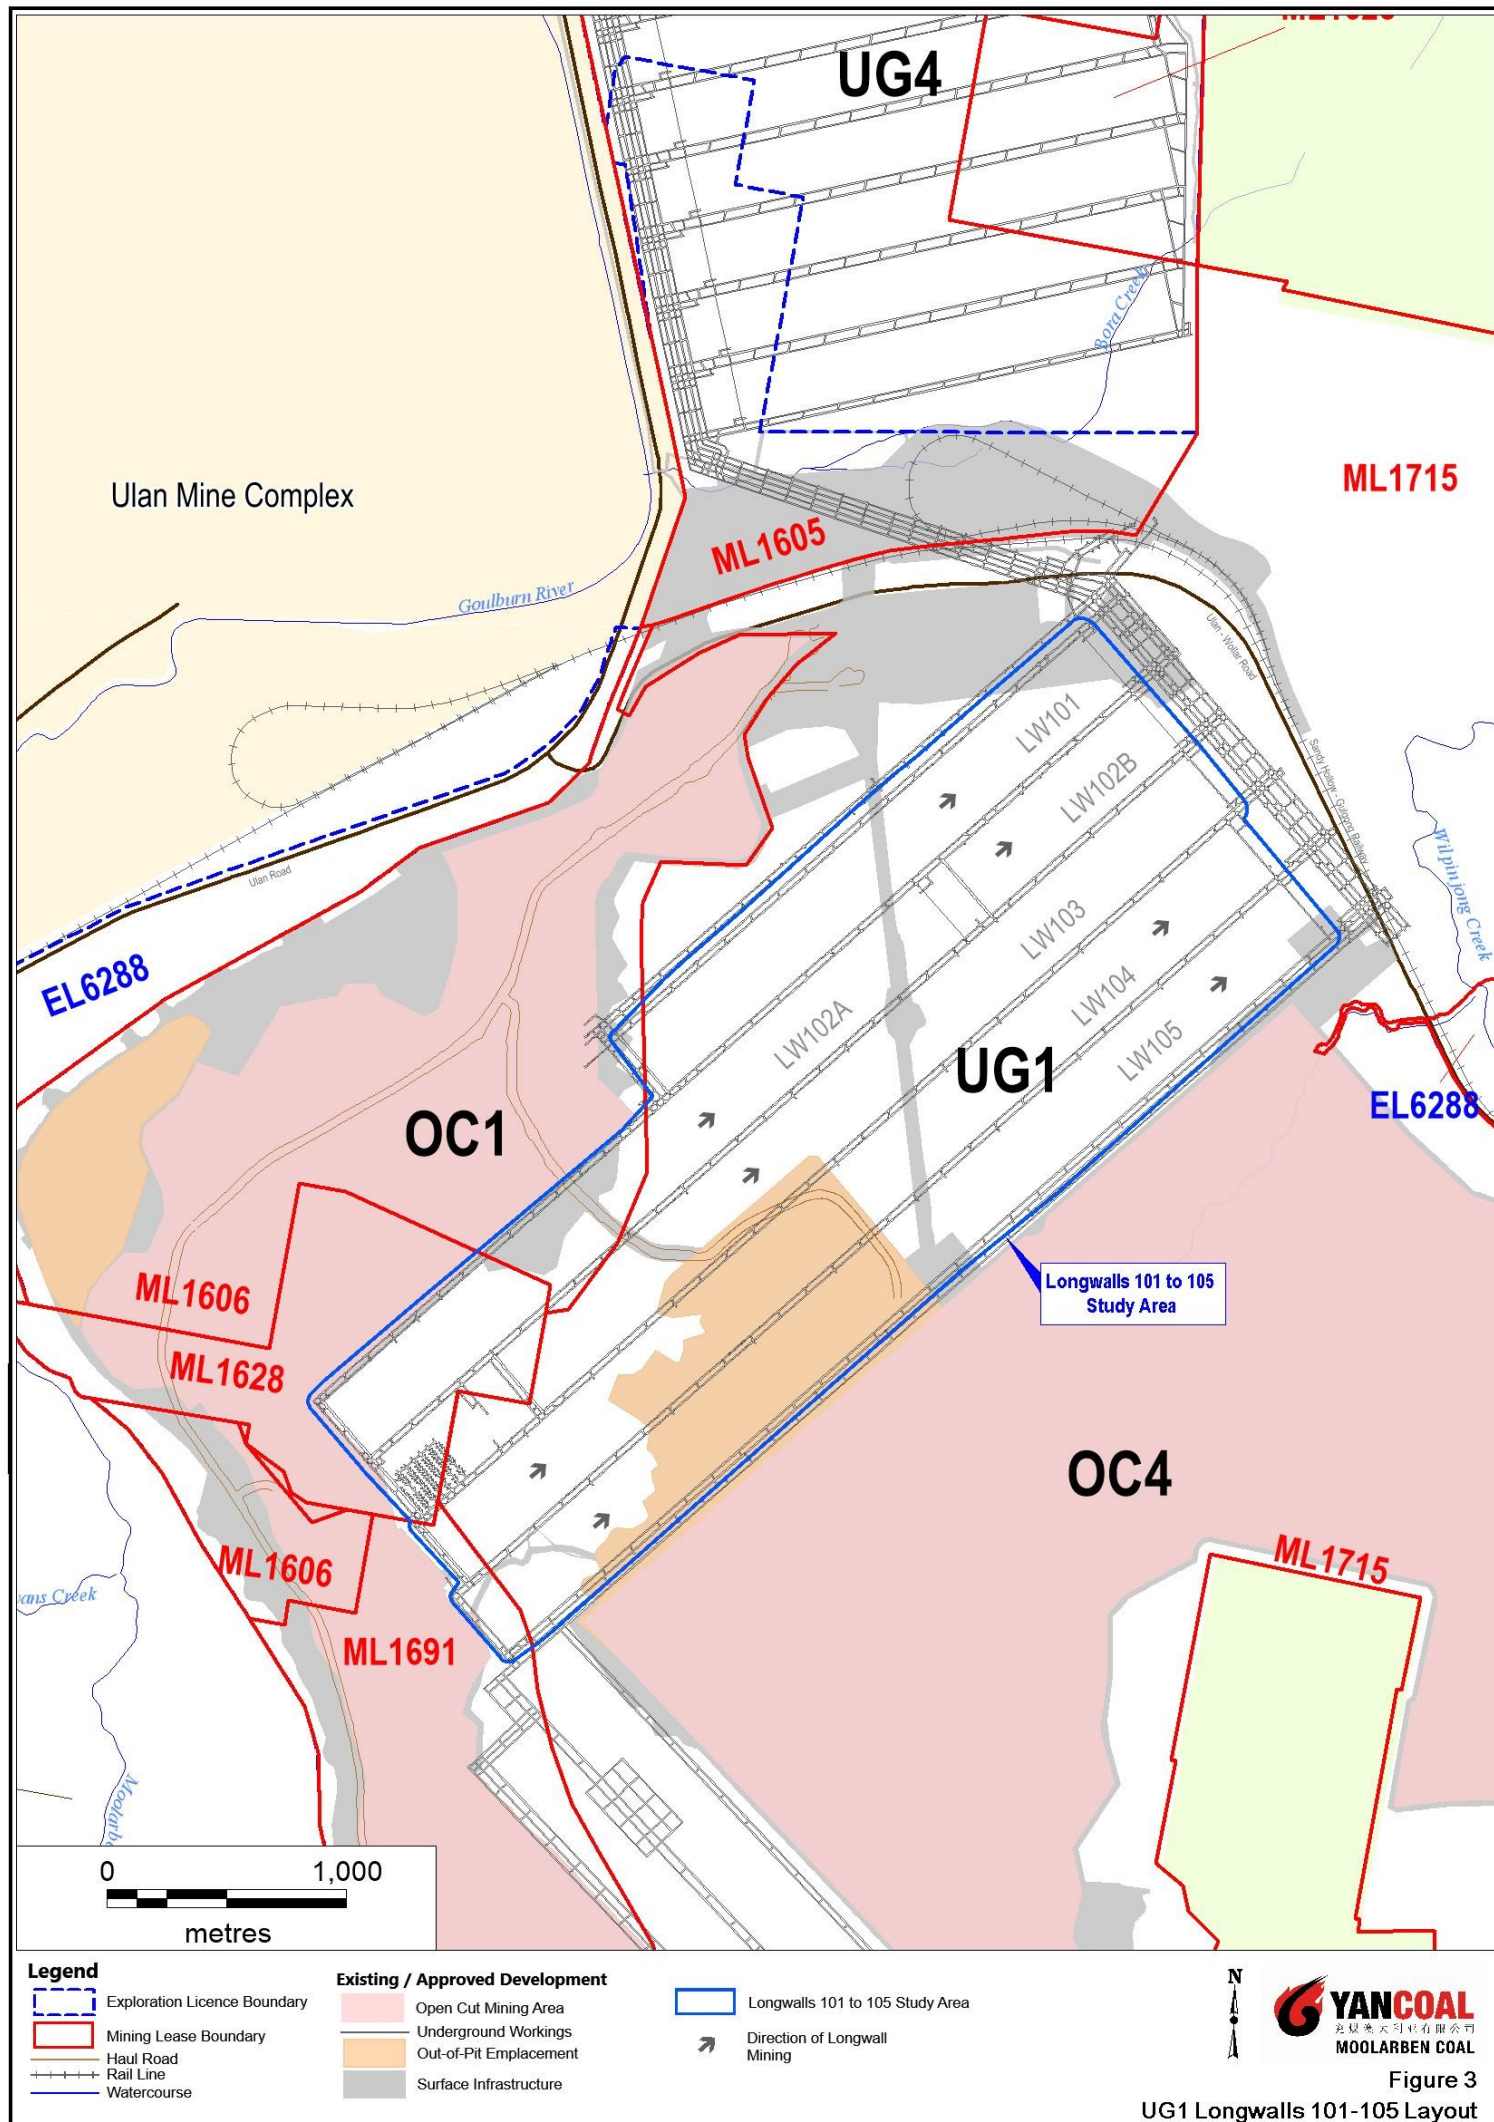 UG4
Bora Creek
Ulan Mine Complex
ML1715
ML1605
Goulburn River
Ulan - Wollar Road
LW101
LW102B
Sandy Hollow - Gulgong Railway
Wilpinjong Creek
Ulan Road
LW103
EL6288
LW102A
LW104
LW105
UG1
EL6288
OC1
Longwalls 101 to 105
Study Area
ML1606
ML1628
OC4
ML1606
ML1715
ML1691
0 1,000
metres
Legend
Exploration Licence Boundary
Mining Lease Boundary
Haul Road
Rail Line
Watercourse
Existing / Approved Development
Open Cut Mining Area
Underground Workings
Out-of-Pit Emplacement
Surface Infrastructure
Longwalls 101 to 105 Study Area
Direction of Longwall
Mining
N
YANCOAL
MOOLARBEN COAL
Figure 3
UG1 Longwalls 101-105 Layout